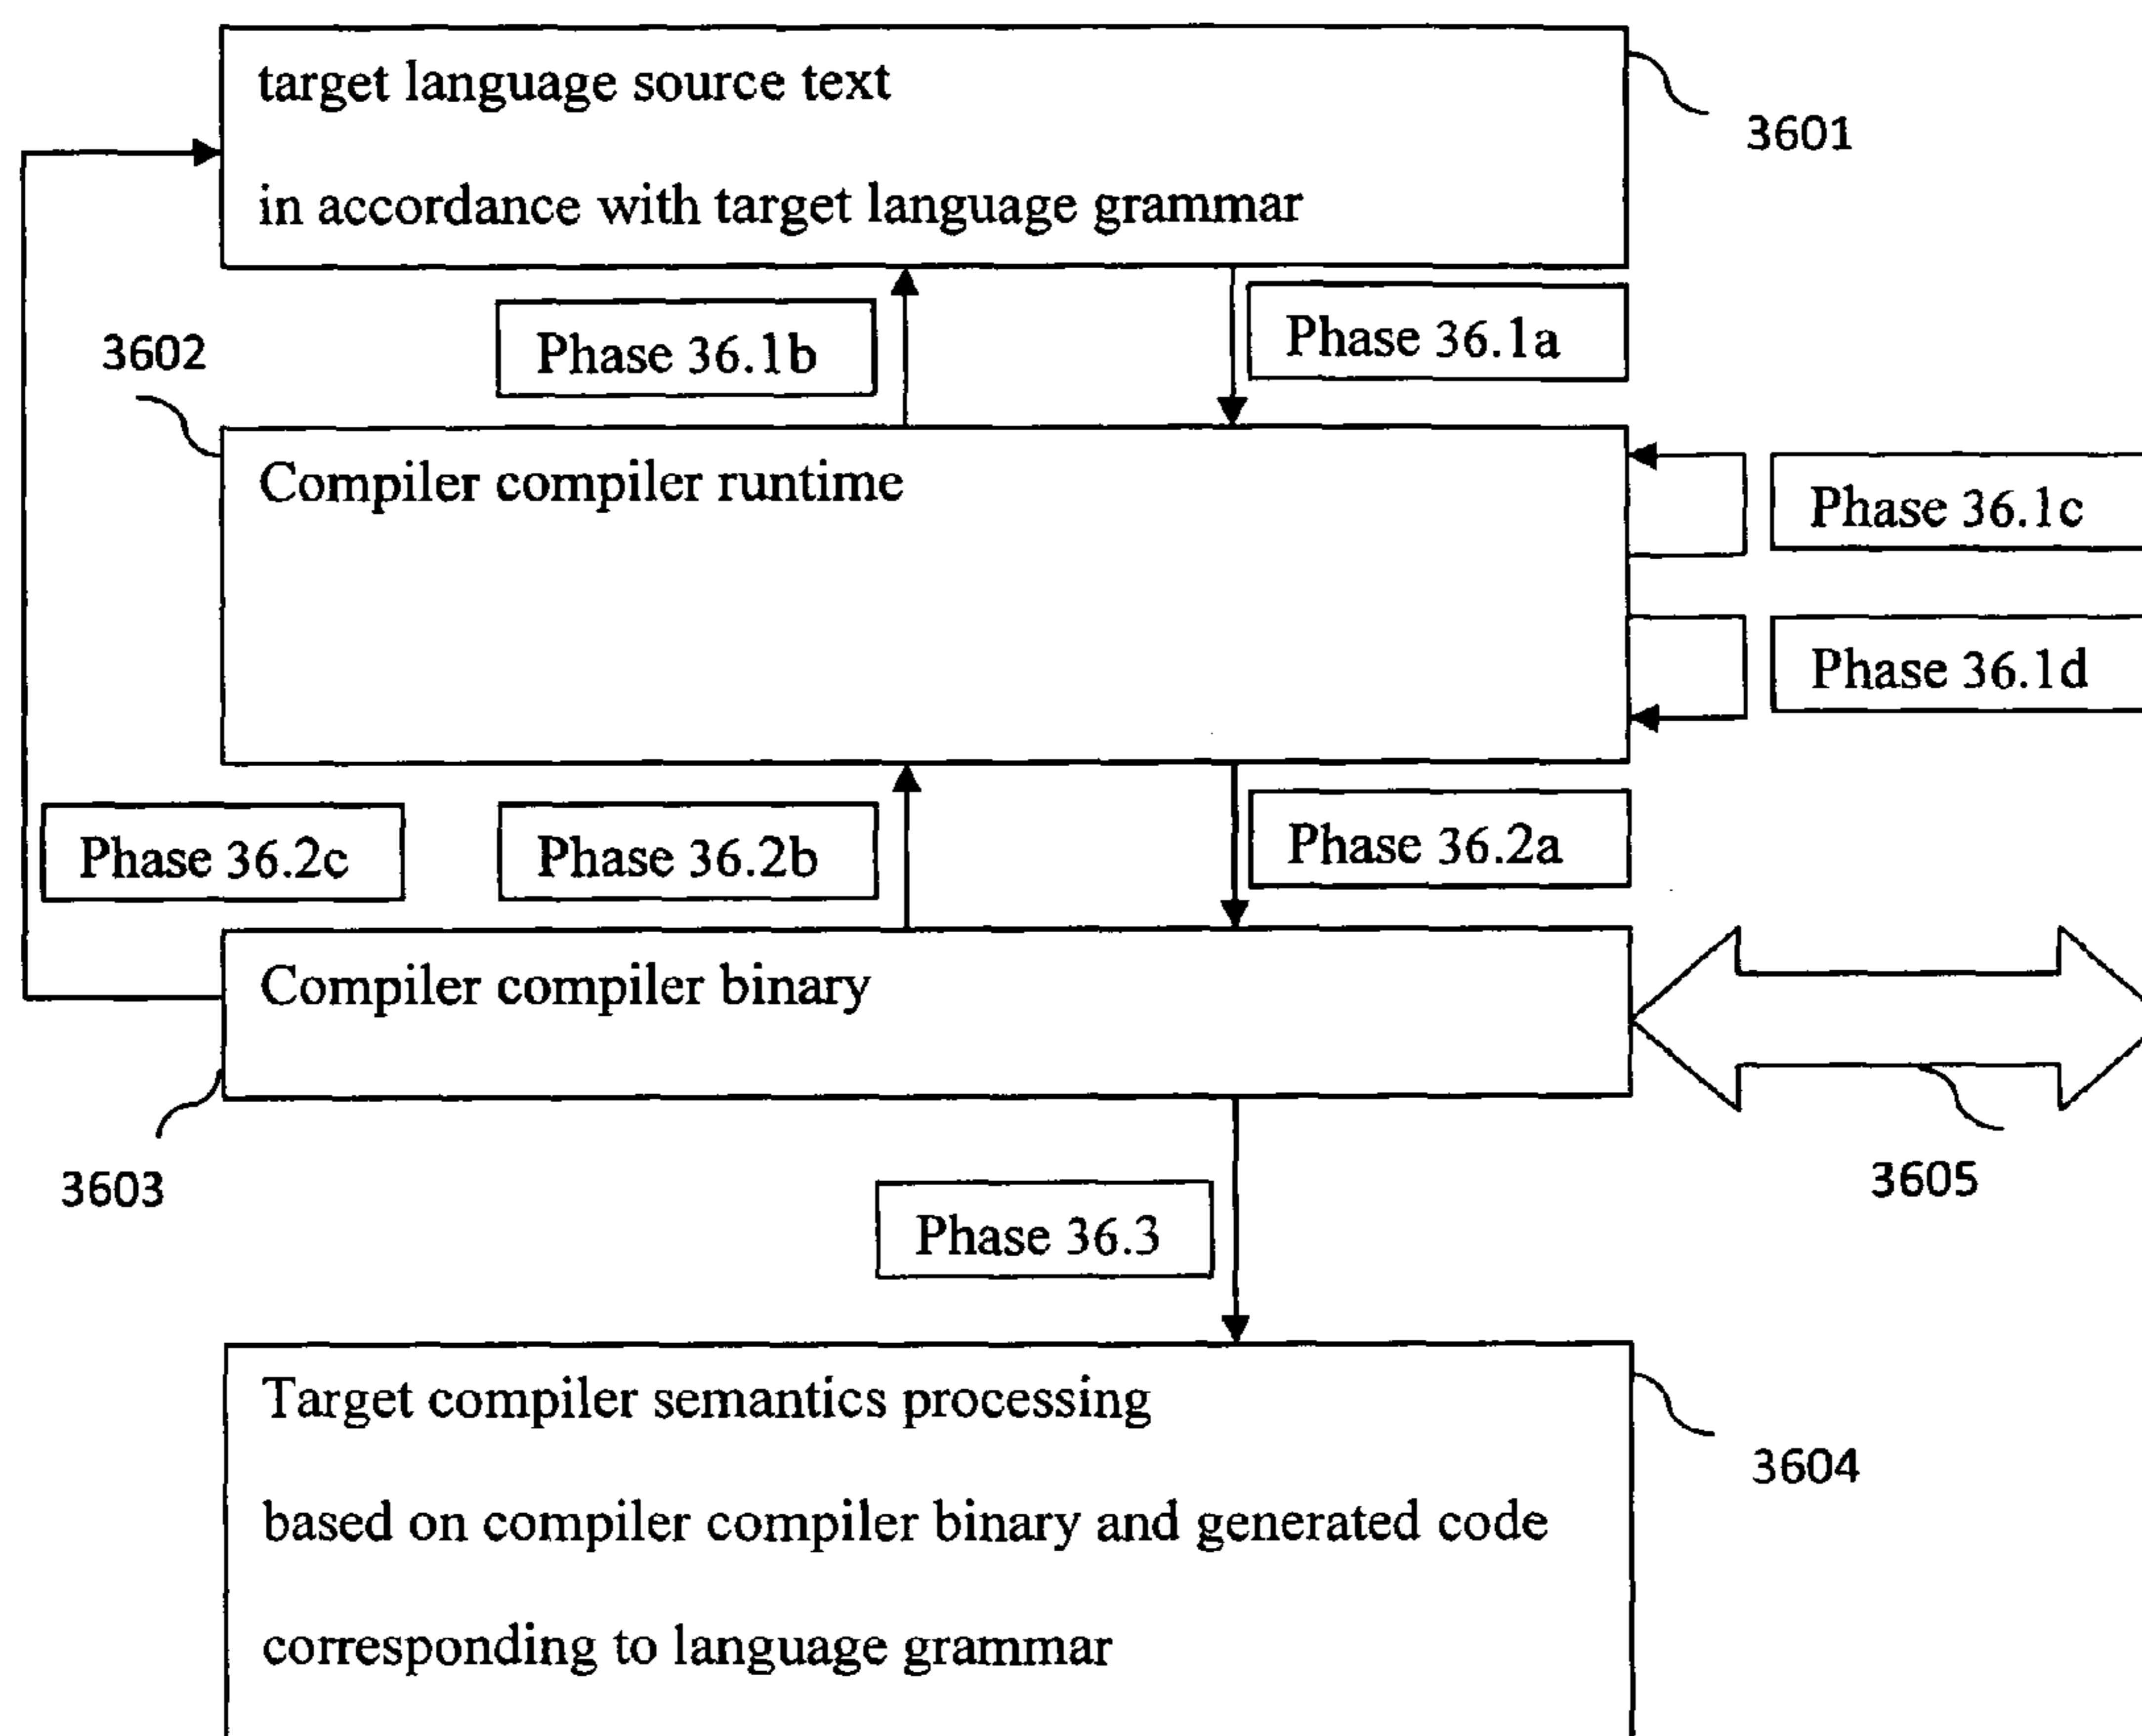 target language source text
in accordance with target language grammar
3601
Phase 36.1b
Phase 36.1a
3602
Compiler compiler runtime
Phase 36.1c
Phase 36.1d
Phase 36.2c
Phase 36.2b
Phase 36.2a
Compiler compiler binary
3603
3605
Phase 36.3
Target compiler semantics processing
based on compiler compiler binary and generated code
corresponding to language grammar
3604